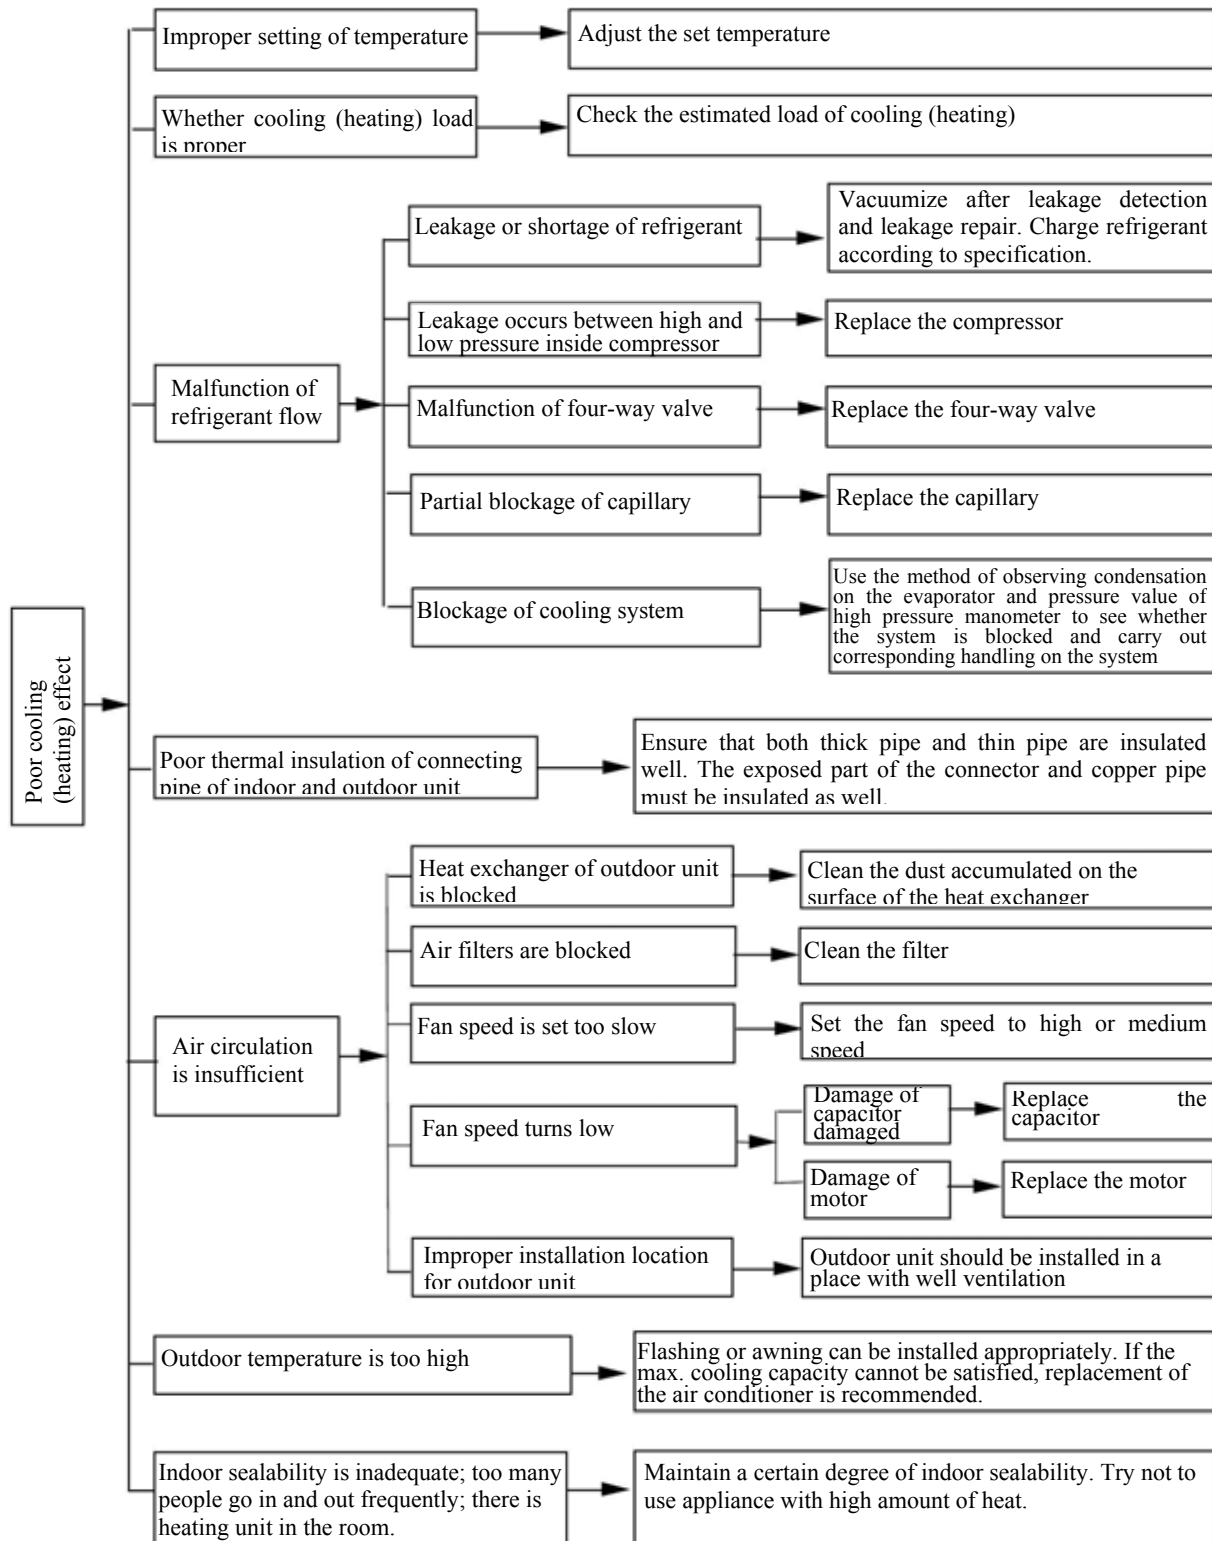 Improper setting of temperature
Adjust the set temperature
Whether cooling (heating) load
is proper
Check the estimated load of cooling (heating)
Leakage or shortage of refrigerant
Vacuumize after leakage detection
and leakage repair. Charge refrigerant
according to specification.
Leakage occurs between high and
low pressure inside compressor
Replace the compressor
Malfunction of
refrigerant flow
Malfunction of four-way valve
Replace the four-way valve
Partial blockage of capillary
Replace the capillary
Blockage of cooling system
Use the method of observing condensation
on the evaporator and pressure value of
high pressure manometer to see whether
the system is blocked and carry out
corresponding handling on the system
Poor cooling
(heating) effect
Poor thermal insulation of connecting
pipe of indoor and outdoor unit
Ensure that both thick pipe and thin pipe are insulated
well. The exposed part of the connector and copper pipe
must be insulated as well.
Heat exchanger of outdoor unit
is blocked
Clean the dust accumulated on the
surface of the heat exchanger
Air filters are blocked
Clean the filter
Fan speed is set too slow
Set the fan speed to high or medium
speed
Air circulation
is insufficient
Fan speed turns low
Damage of
capacitor
damaged
Replace the
capacitor
Damage of
motor
Replace the motor
Improper installation location
for outdoor unit
Outdoor unit should be installed in a
place with well ventilation
Outdoor temperature is too high
Flashing or awning can be installed appropriately. If the
max. cooling capacity cannot be satisfied, replacement of
the air conditioner is recommended.
Indoor sealability is inadequate; too many
people go in and out frequently; there is
heating unit in the room.
Maintain a certain degree of indoor sealability. Try not to
use appliance with high amount of heat.